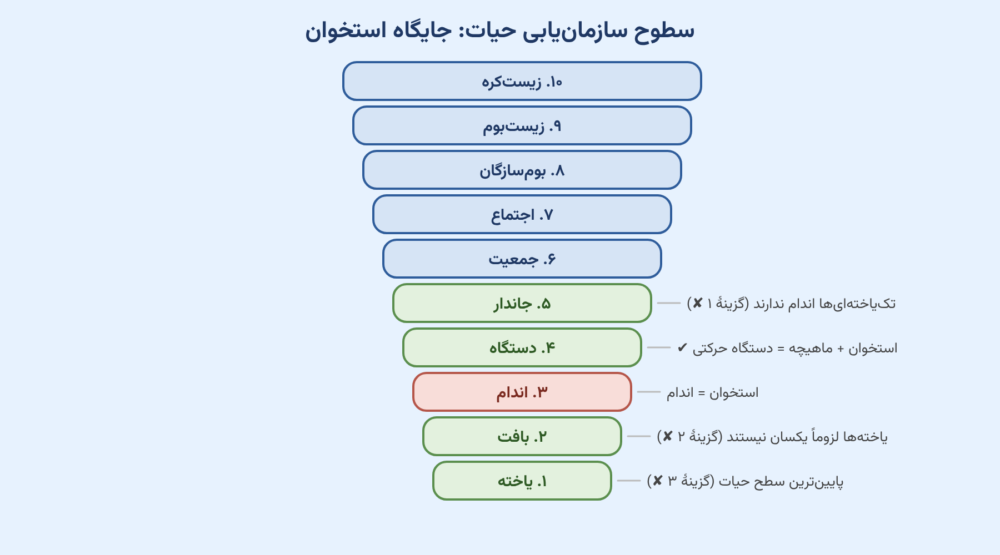 سطوح سازمان‌یابی حیات: جایگاه استخوان
۱۰. زیست‌کره
۹. زیست‌بوم
۸. بوم‌سازگان
۷. اجتماع
۶. جمعیت
۵. جاندار
تک‌یاخته‌ای‌ها اندام ندارند (گزینهٔ ۱ ✘)
۴. دستگاه
استخوان + ماهیچه = دستگاه حرکتی ✔
۳. اندام
استخوان = اندام
۲. بافت
یاخته‌ها لزوماً یکسان نیستند (گزینهٔ ۲ ✘)
۱. یاخته
پایین‌ترین سطح حیات (گزینهٔ ۳ ✘)